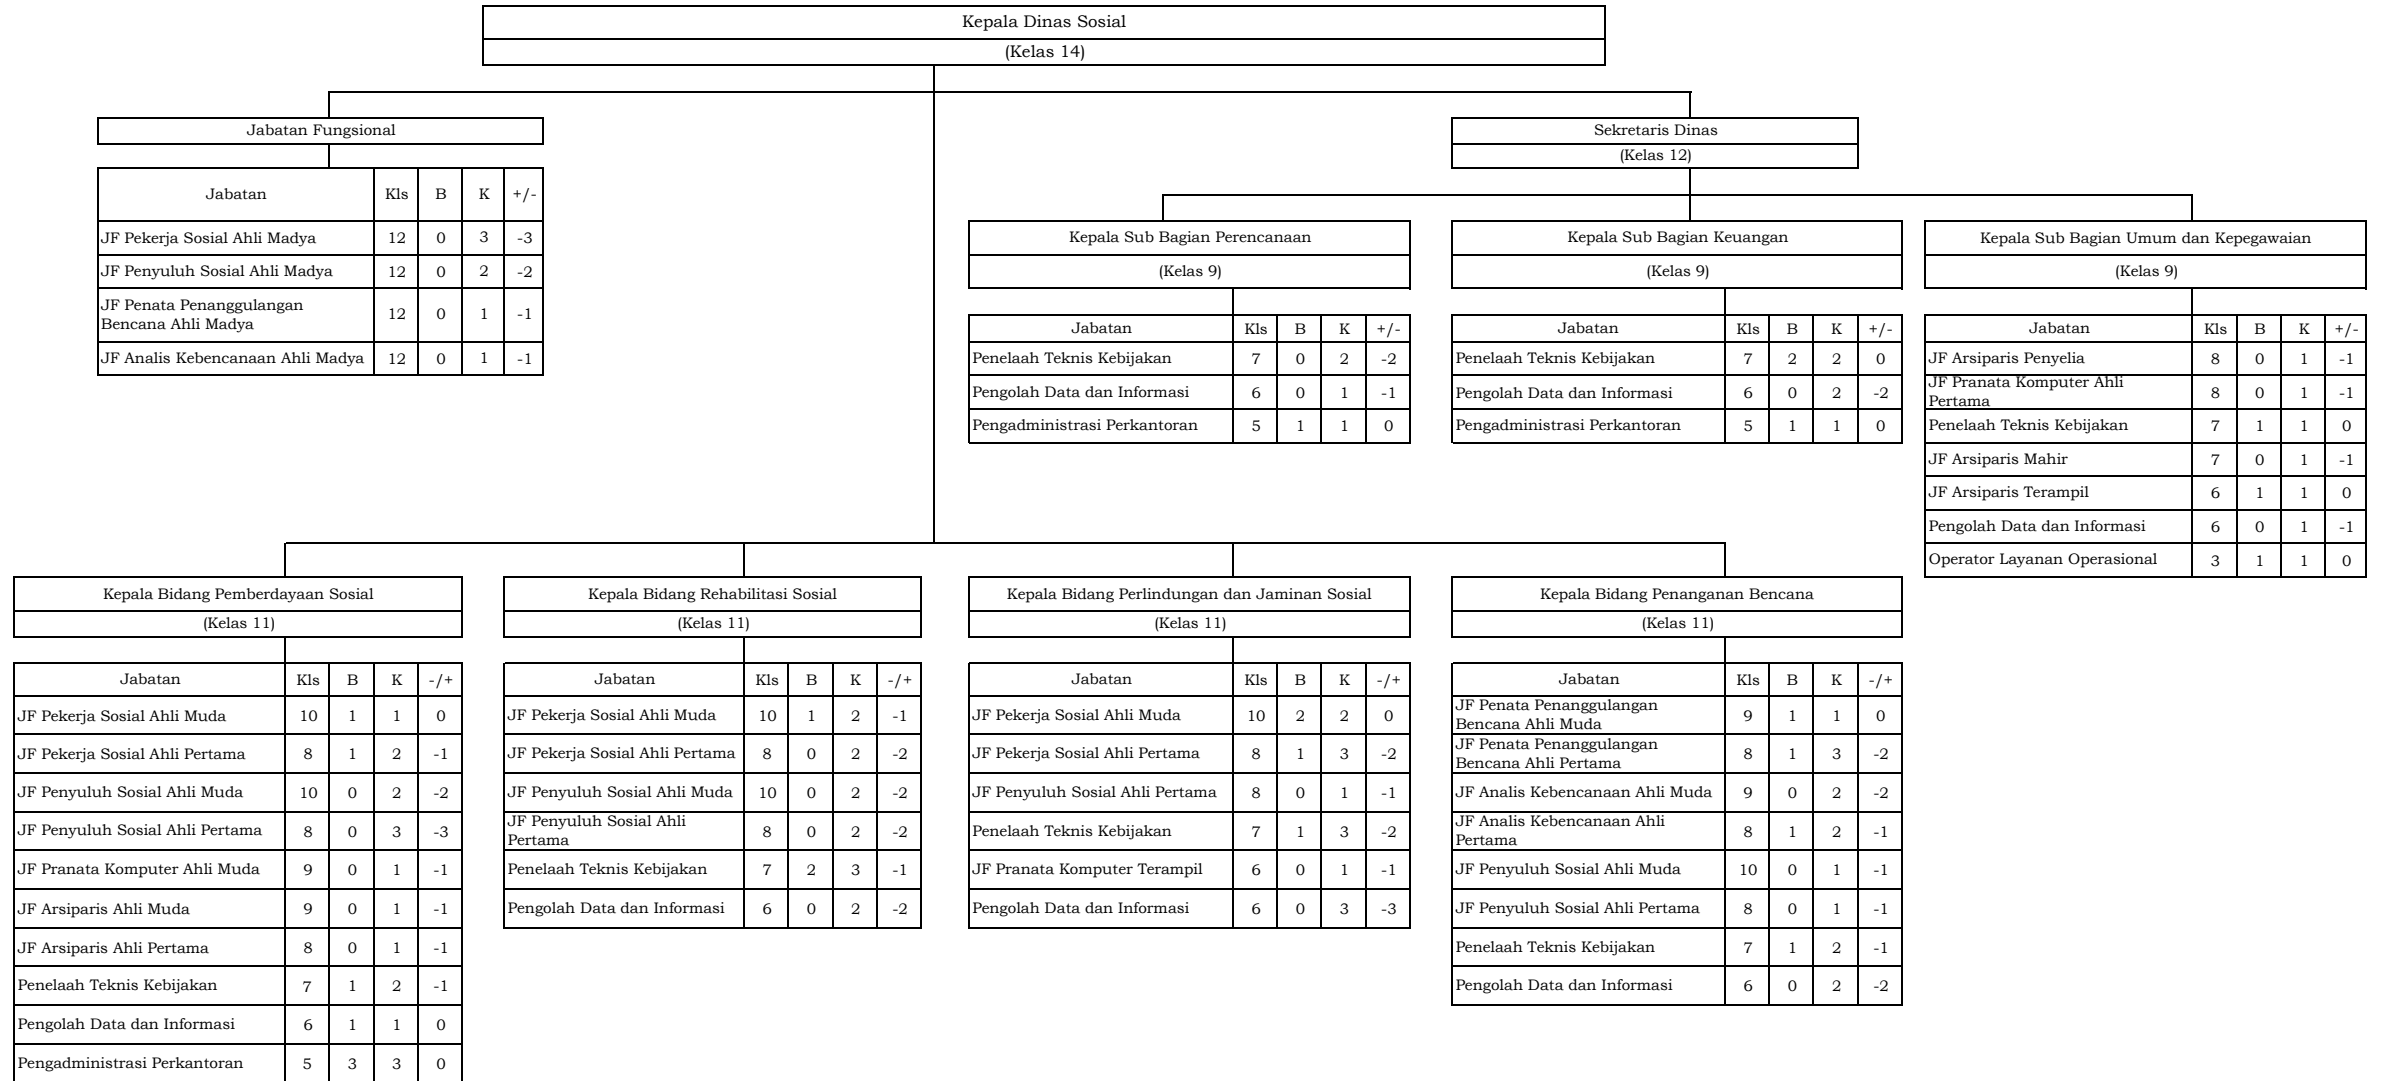 Kepala Dinas Sosial
(Kelas 14)
Jabatan Fungsional
Jabatan Kls B K +/-
JF Pekerja Sosial Ahli Madya 12 0 3 -3
JF Penyuluh Sosial Ahli Madya 12 0 2 -2
JF Penata Penanggulangan
Bencana Ahli Madya 12 0 1 -1
JF Analis Kebencanaan Ahli Madya 12 0 1 -1
Sekretaris Dinas
(Kelas 12)
Kepala Sub Bagian Perencanaan
(Kelas 9)
Jabatan Kls B K +/-
Penelaah Teknis Kebijakan 7 0 2 -2
Pengolah Data dan Informasi 6 0 1 -1
Pengadministrasi Perkantoran 5 1 1 0
Kepala Sub Bagian Keuangan
(Kelas 9)
Jabatan Kls B K +/-
Penelaah Teknis Kebijakan 7 2 2 0
Pengolah Data dan Informasi 6 0 2 -2
Pengadministrasi Perkantoran 5 1 1 0
Kepala Sub Bagian Umum dan Kepegawaian
(Kelas 9)
Jabatan Kls B K +/-
JF Arsiparis Penyelia 8 0 1 -1
JF Pranata Komputer Ahli
Pertama 8 0 1 -1
Penelaah Teknis Kebijakan 7 1 1 0
JF Arsiparis Mahir 7 0 1 -1
JF Arsiparis Terampil 6 1 1 0
Pengolah Data dan Informasi 6 0 1 -1
Operator Layanan Operasional 3 1 1 0
Kepala Bidang Pemberdayaan Sosial
(Kelas 11)
Jabatan Kls B K -/+
JF Pekerja Sosial Ahli Muda 10 1 1 0
JF Pekerja Sosial Ahli Pertama 8 1 2 -1
JF Penyuluh Sosial Ahli Muda 10 0 2 -2
JF Penyuluh Sosial Ahli Pertama 8 0 3 -3
JF Pranata Komputer Ahli Muda 9 0 1 -1
JF Arsiparis Ahli Muda 9 0 1 -1
JF Arsiparis Ahli Pertama 8 0 1 -1
Penelaah Teknis Kebijakan 7 1 2 -1
Pengolah Data dan Informasi 6 1 1 0
Pengadministrasi Perkantoran 5 3 3 0
Kepala Bidang Rehabilitasi Sosial
(Kelas 11)
Jabatan Kls B K -/+
JF Pekerja Sosial Ahli Muda 10 1 2 -1
JF Pekerja Sosial Ahli Pertama 8 0 2 -2
JF Penyuluh Sosial Ahli Muda 10 0 2 -2
JF Penyuluh Sosial Ahli
Pertama 8 0 2 -2
Penelaah Teknis Kebijakan 7 2 3 -1
Pengolah Data dan Informasi 6 0 2 -2
Kepala Bidang Perlindungan dan Jaminan Sosial
(Kelas 11)
Jabatan Kls B K -/+
JF Pekerja Sosial Ahli Muda 10 2 2 0
JF Pekerja Sosial Ahli Pertama 8 1 3 -2
JF Penyuluh Sosial Ahli Pertama 8 0 1 -1
Penelaah Teknis Kebijakan 7 1 3 -2
JF Pranata Komputer Terampil 6 0 1 -1
Pengolah Data dan Informasi 6 0 3 -3
Kepala Bidang Penanganan Bencana
(Kelas 11)
Jabatan Kls B K -/+
JF Penata Penanggulangan
Bencana Ahli Muda 9 1 1 0
JF Penata Penanggulangan
Bencana Ahli Pertama 8 1 3 -2
JF Analis Kebencanaan Ahli Muda 9 0 2 -2
JF Analis Kebencanaan Ahli
Pertama 8 1 2 -1
JF Penyuluh Sosial Ahli Muda 10 0 1 -1
JF Penyuluh Sosial Ahli Pertama 8 0 1 -1
Penelaah Teknis Kebijakan 7 1 2 -1
Pengolah Data dan Informasi 6 0 2 -2